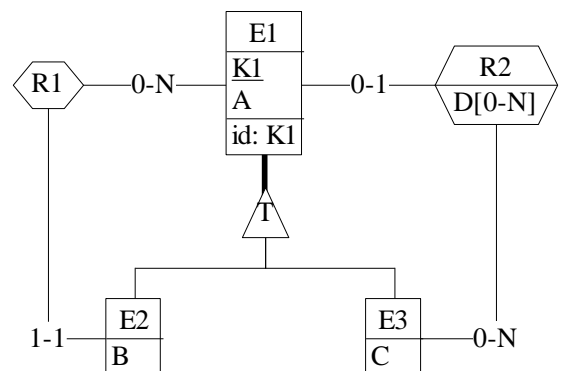 E1
K1
A
id: K1
R1
0-N
0-1
R2
D[0-N]
T
E2
B
1-1
E3
C
0-N